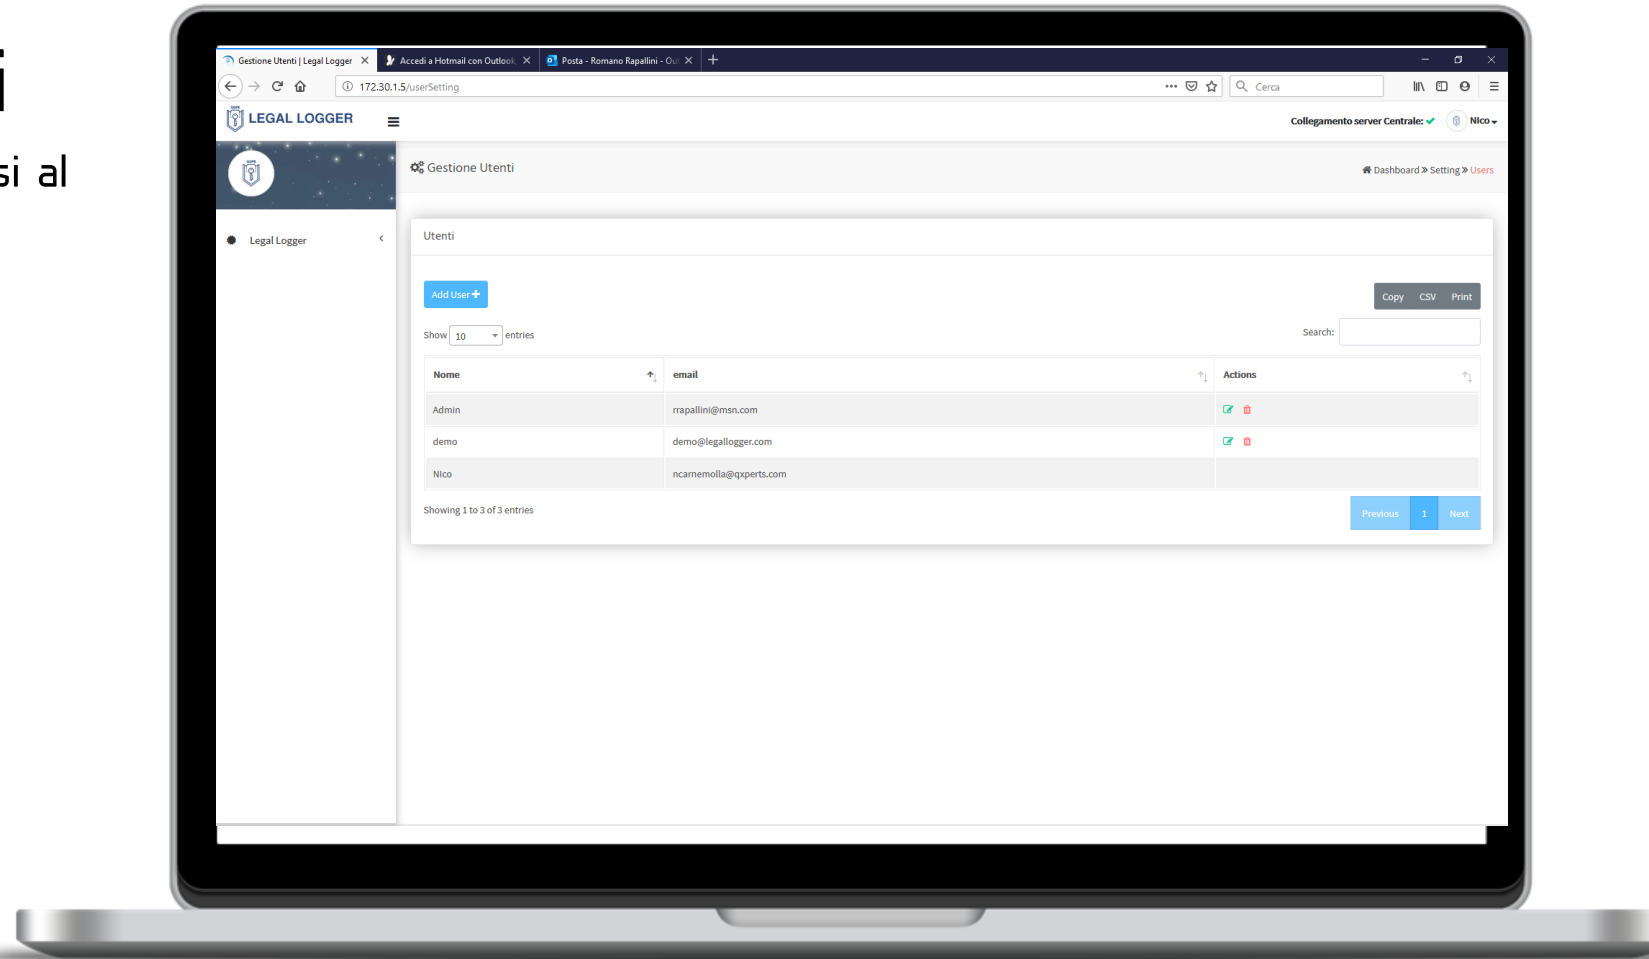 i
si al
Gestione Utenti | Legal Logger
Accedi a Hotmail con Outlook,
Posta - Romano Rapallini - Out
172.30.1.5/userSetting
Cerca
LEGAL LOGGER
Collegamento server Centrale:
NIco
Gestione Utenti
Dashboard » Setting » Users
Legal Logger
Utenti
Add User
Copy CSV Print
Show 10 entries
Search:
Nome email Actions
Admin rrapallini@msn.com
demo demo@legallogger.com
NIco ncarnemolla@qxperts.com
Showing 1 to 3 of 3 entries
Previous 1 Next